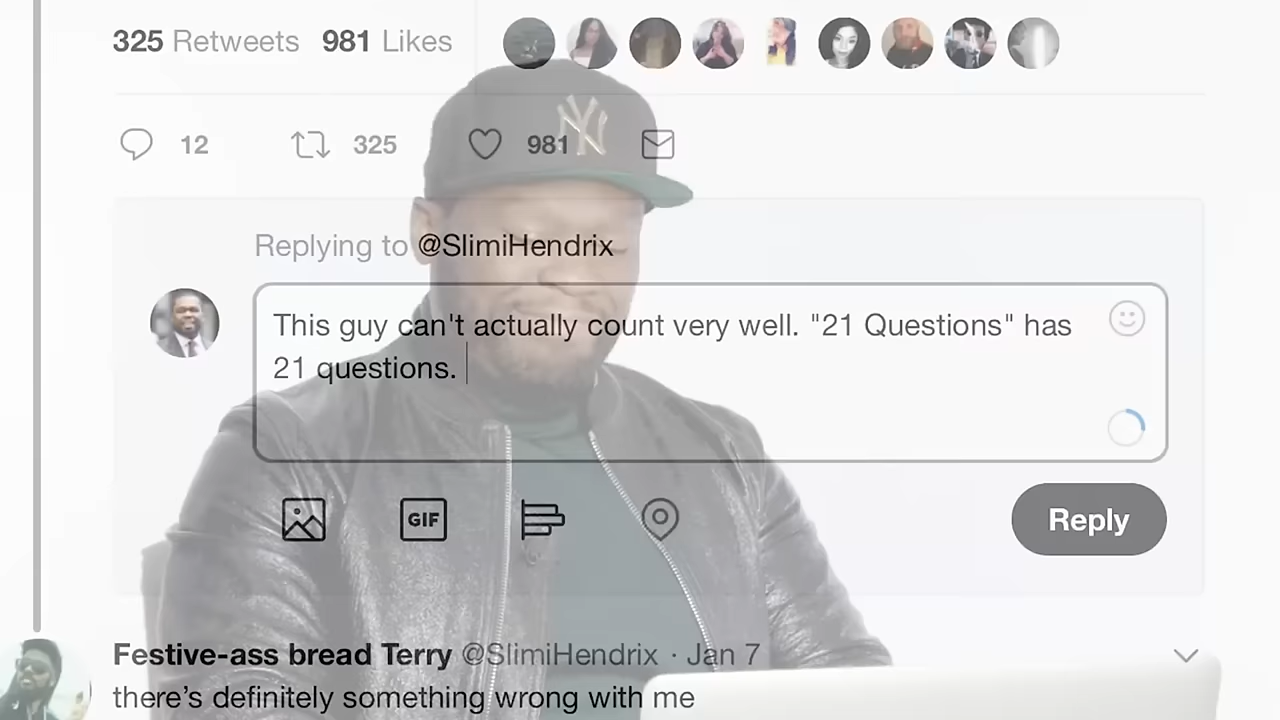 325 Retweets 981 Likes
12 325 981
NY
Replying to @SlimiHendrix
This guy can't actually count very well. "21 Questions" has
21 questions.
GIF
Reply
Festive-ass bread Terry @SlimiHendrix · Jan 7
there’s definitely something wrong with me